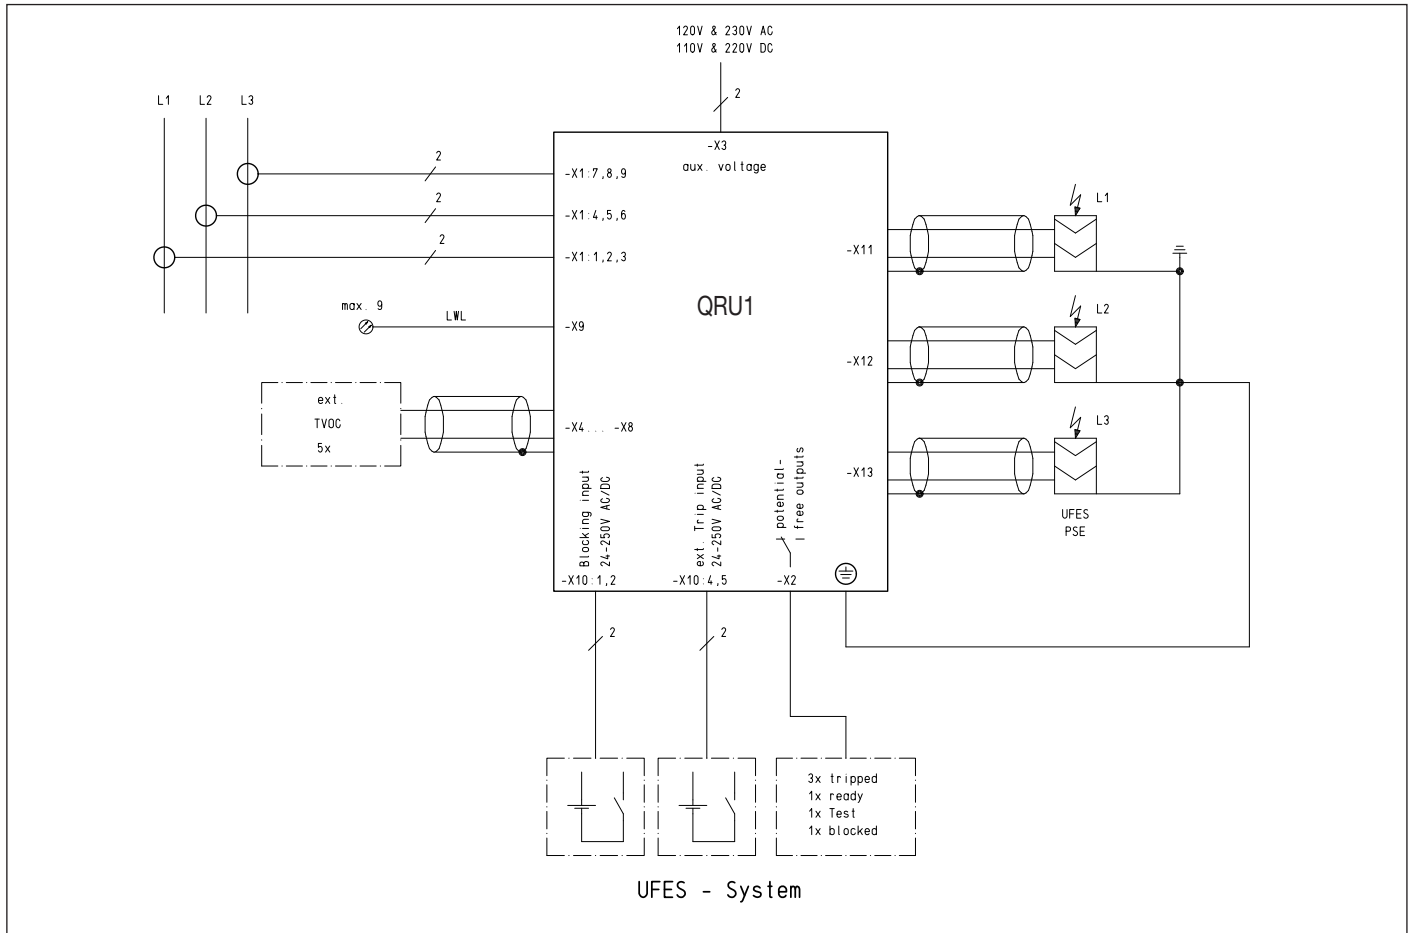 120V & 230V AC
110V & 220V DC
2
L1 L2 L3
-X3
aux. voltage
2
-X1:7,8,9
2
-X1:4,5,6
2
-X1:1,2,3
L1
-X11
max. 9
LWL
-X9
QRU1
L2
-X12
ext.
TVOC
5x
-X4... -X8
L3
-X13
UFES
PSE
Blocking input
24-250V AC/DC
-X10:1,2
ext. Trip input
24-250V AC/DC
-X10:4,5
potential-
free outputs
-X2
2
2
3x tripped
1x ready
1x Test
1x blocked
UFES - System